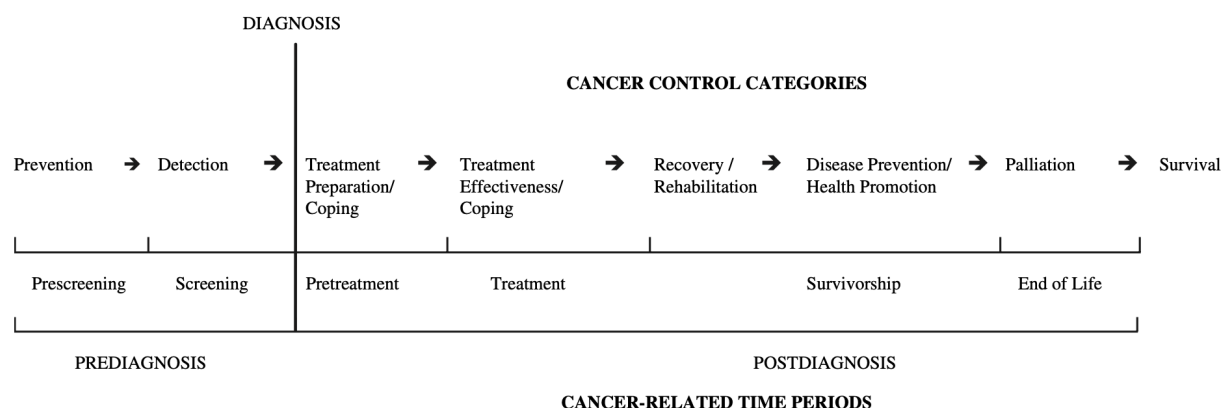 DIAGNOSIS
CANCER CONTROL CATEGORIES
Prevention → Detection → Treatment → Treatment → Recovery / → Disease Prevention/ → Palliation → Survival
Preparation/ Effectiveness/ Rehabilitation Health Promotion
Coping Coping
Prescreening Screening Pretreatment Treatment Survivorship End of Life
PREDIAGNOSIS POSTDIAGNOSIS
CANCER-RELATED TIME PERIODS